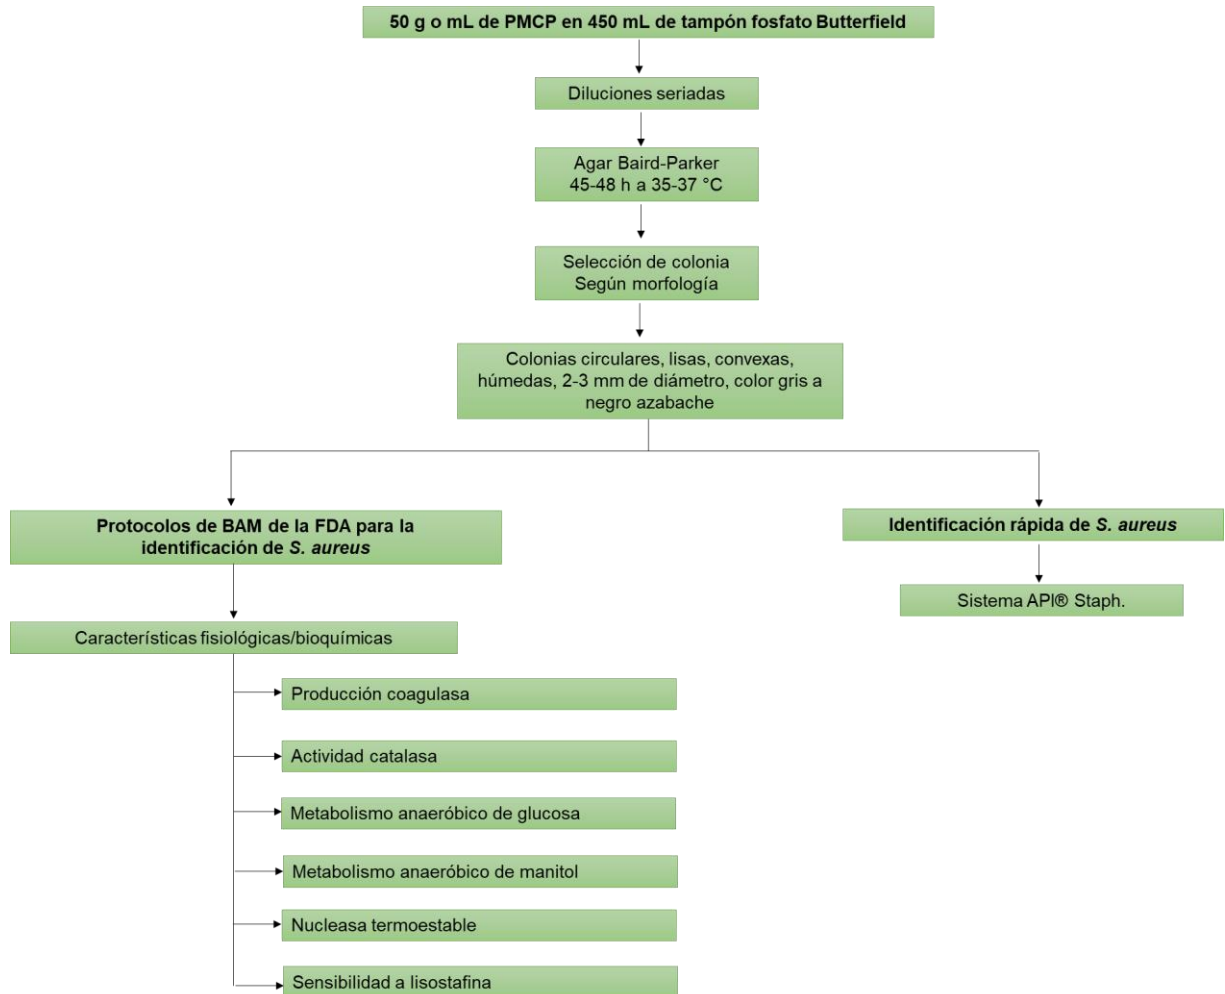 50 g o mL de PMCP en 450 mL de tampón fosfato Butterfield
Diluciones seriadas
Agar Baird-Parker
45-48 h a 35-37 °C
Selección de colonia
Según morfología
Colonias circulares, lisas, convexas,
húmedas, 2-3 mm de diámetro, color gris a
negro azabache
Protocolos de BAM de la FDA para la
identificación de S. aureus
Características fisiológicas/bioquímicas
Producción coagulasa
Actividad catalasa
Metabolismo anaeróbico de glucosa
Metabolismo anaeróbico de manitol
Nucleasa termoestable
Sensibilidad a lisostafina
Identificación rápida de S. aureus
Sistema API® Staph.